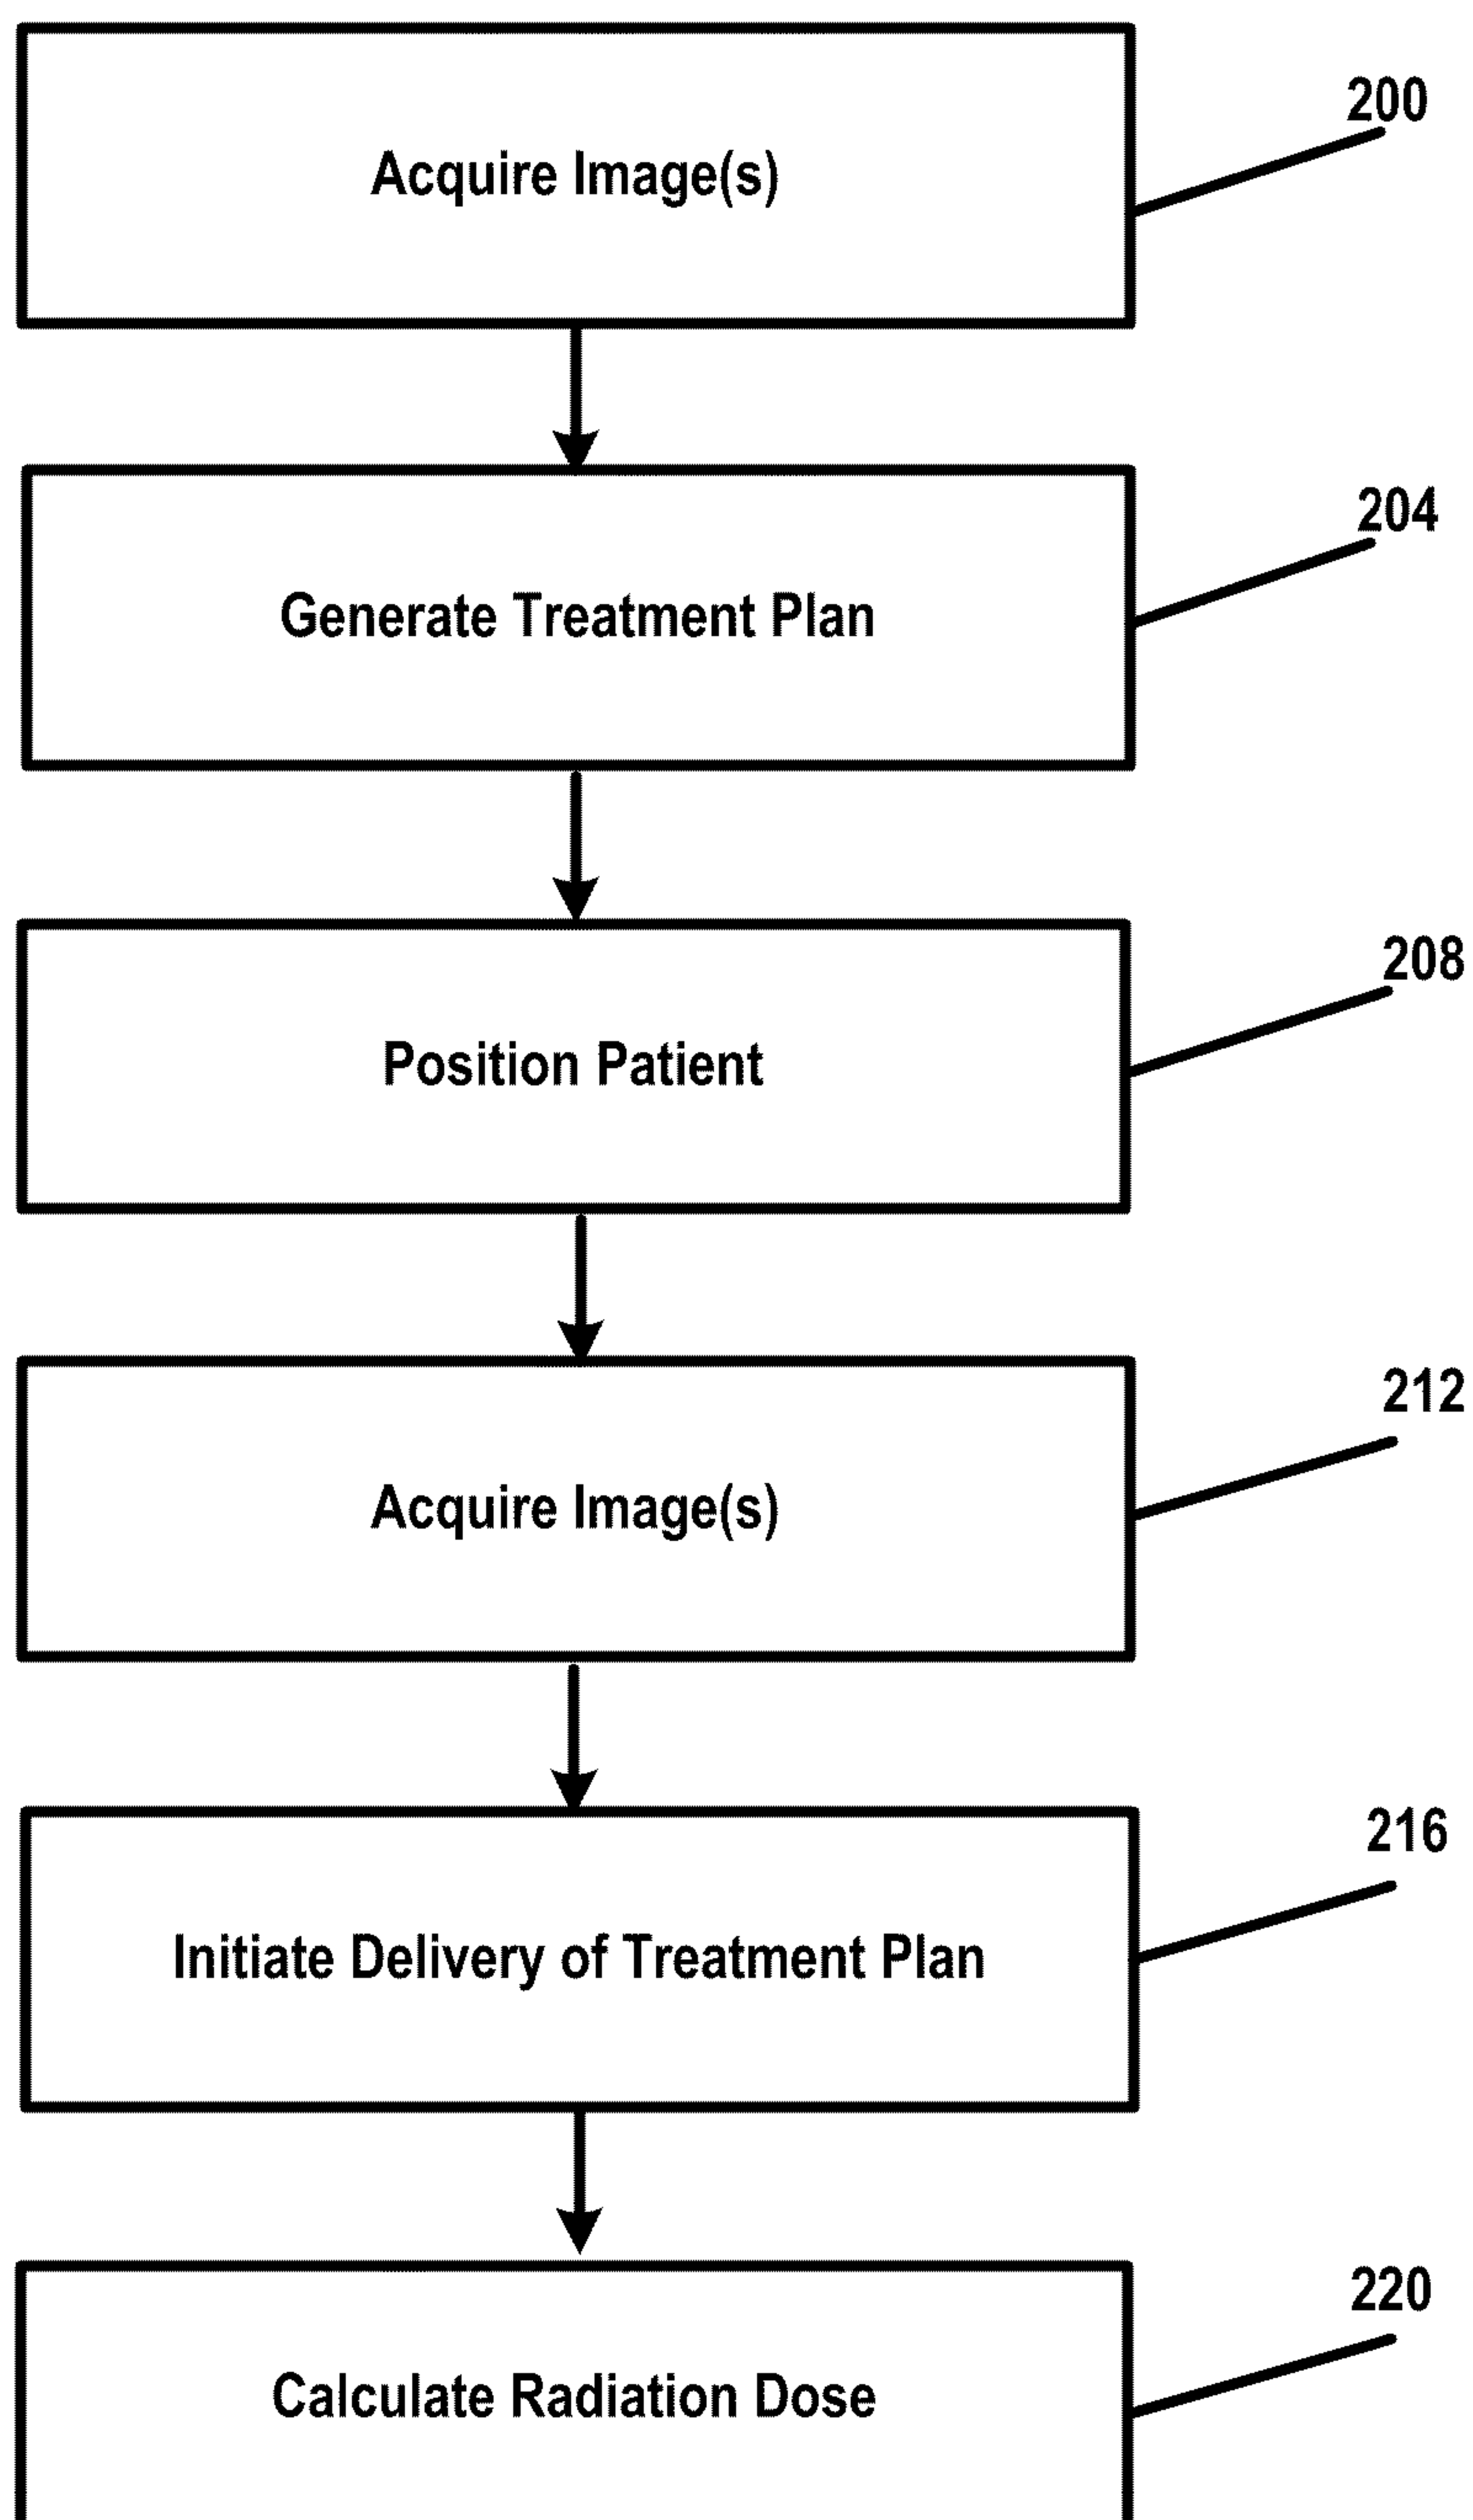 200
Acquire Image(s)
204
Generate Treatment Plan
208
Position Patient
212
Acquire Image(s)
216
Initiate Delivery of Treatment Plan
220
Calculate Radiation Dose